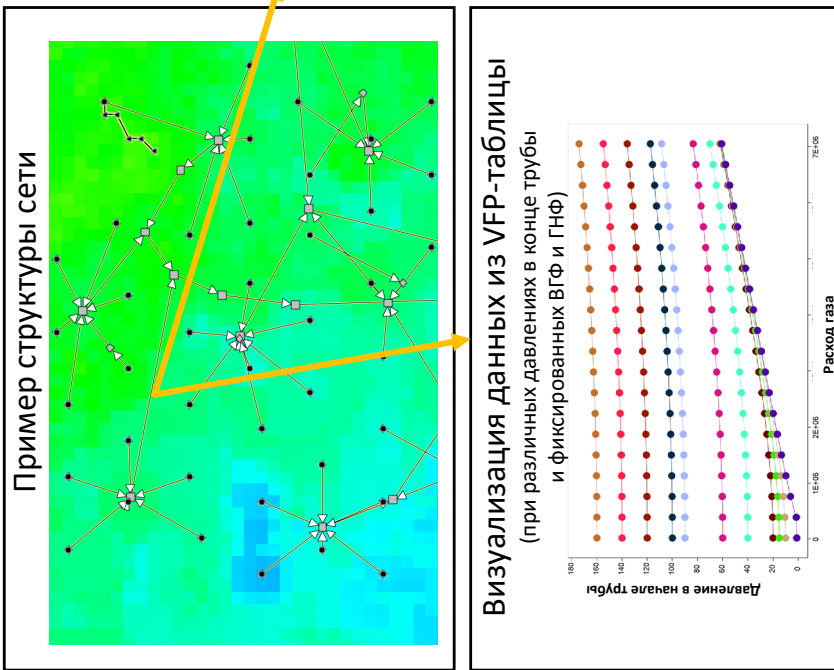 Пример структуры сети
Визуализация данных из VFP-таблицы
(при различных давлениях в конце трубы
и фиксированных ВГФ и ГНФ)
Давление в начале трубы
180
160
140
120
100
80
60
40
20
0
0
1E+06
2E+06
7E+06
Расход газа